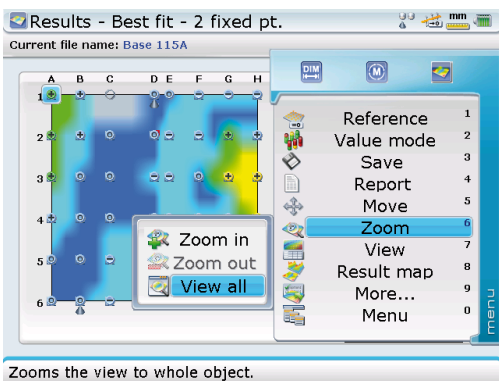 Results - Best fit - 2 fixed pt.
mm
Current file name: Base 115A
A B C D E F G H
DIM
M
1
2
3
4
5
6
Reference 1
Value mode 2
Save 3
Report 4
Move 5
Zoom 6
View 7
Result map 8
More... 9
Menu 0
Zoom in
Zoom out
View all
menu
Zooms the view to whole object.